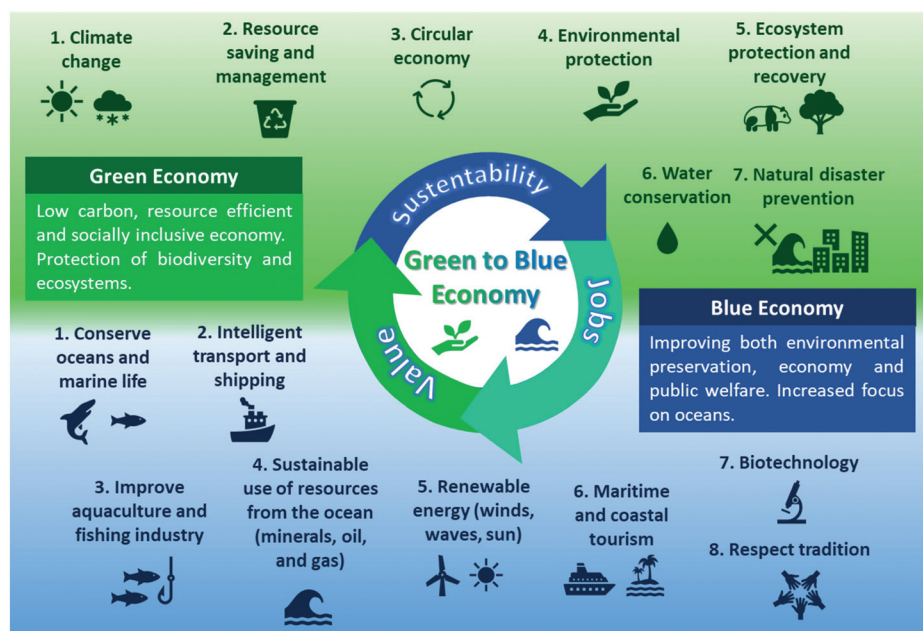 1. Climate
change
2. Resource
saving and
management
3. Circular
economy
4. Environmental
protection
5. Ecosystem
protection and
recovery
Green Economy
Low carbon, resource efficient
and socially inclusive economy.
Protection of biodiversity and
ecosystems.
6. Water
conservation
7. Natural disaster
prevention
Sustentability
Jobs
Value
Green to Blue
Economy
Blue Economy
Improving both environmental
preservation, economy and
public welfare. Increased focus
on oceans.
1. Conserve
oceans and
marine life
2. Intelligent
transport and
shipping
3. Improve
aquaculture and
fishing industry
4. Sustainable
use of resources
from the ocean
(minerals, oil,
and gas)
5. Renewable
energy (winds,
waves, sun)
6. Maritime
and coastal
tourism
7. Biotechnology
8. Respect tradition